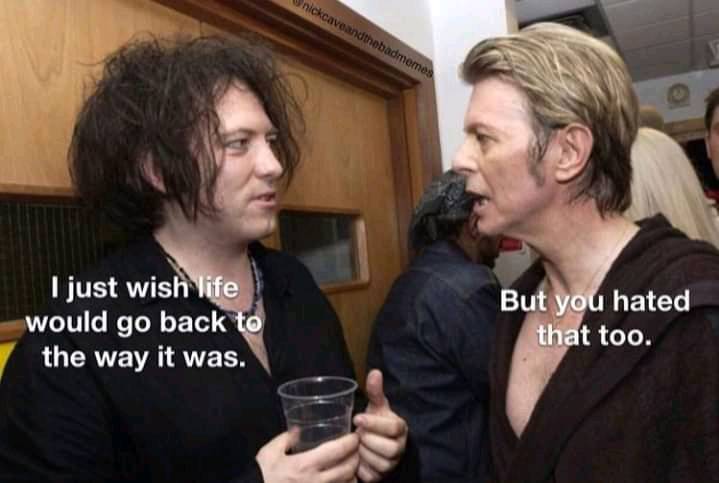 @nickcaveandthebadmemes
I just wish life
would go back to
the way it was.
But you hated
that too.